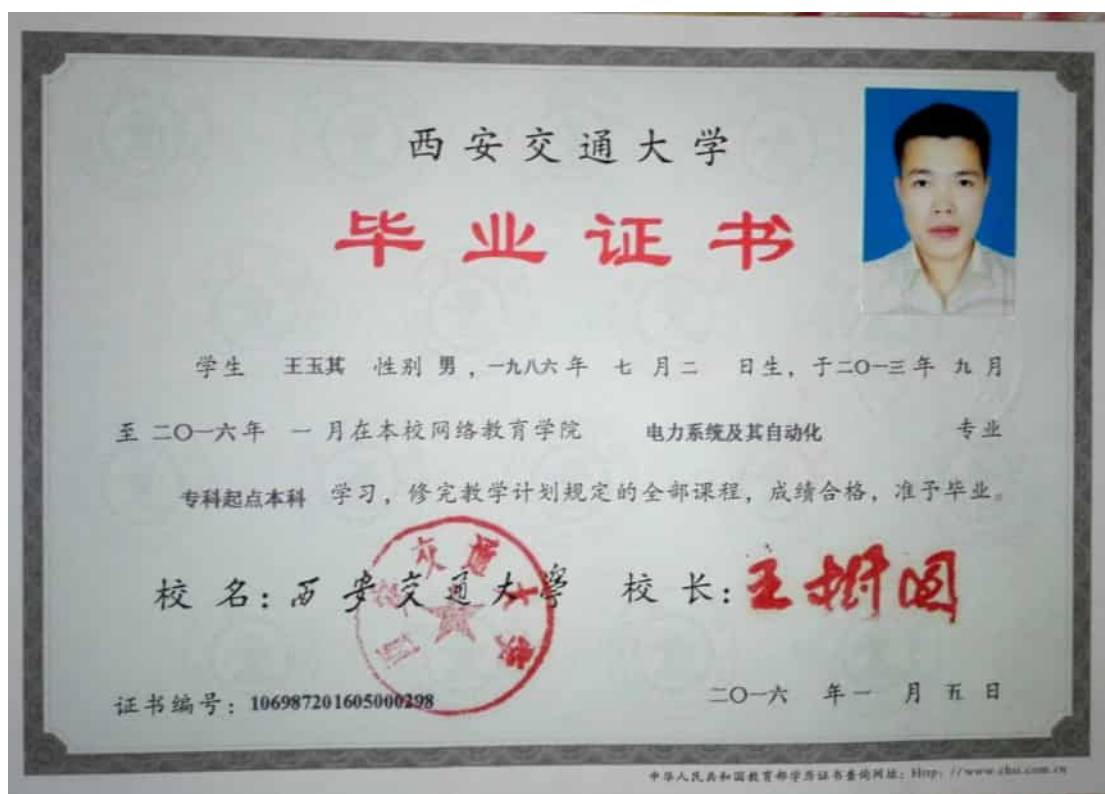 西安交通大学
毕业证书
学生 王玉其 性别 男,一九八六年 七 月二 日生,于二〇一三年 九 月
至 二〇一六年 一 月在本校网络教育学院 电力系统及其自动化 专业
专科起点本科 学习,修完教学计划规定的全部课程,成绩合格,准予毕业。
校 名:西安交通大學 校 长:王树国
西安交通大学
证书编号:106987201605000298 二〇一六 年一 月 五 日
中华人民共和国教育部学历证书查询网址:Http://www.chsi.com.cn